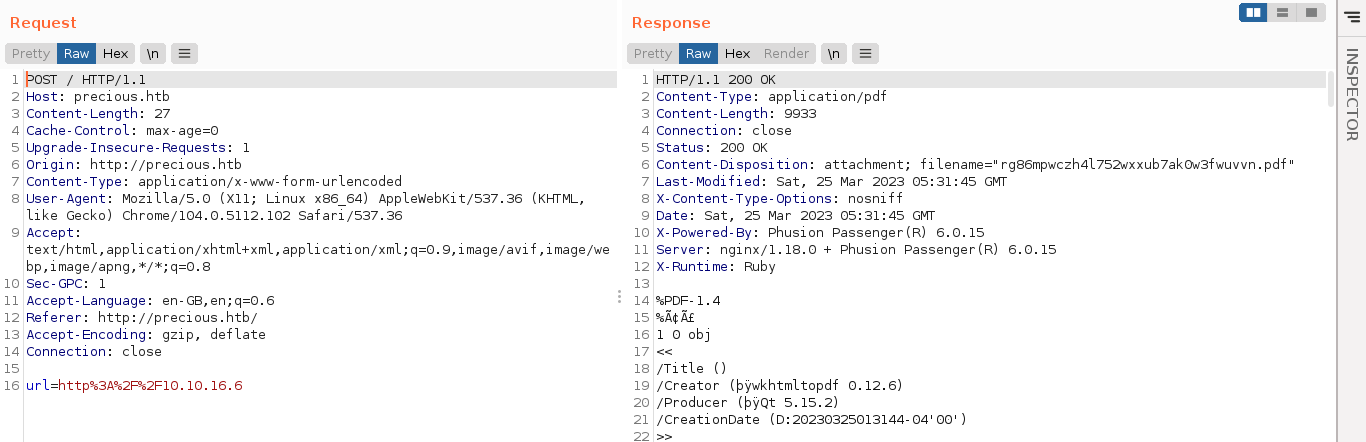 Request
Pretty Raw Hex \n
1 POST / HTTP/1.1
2 Host: precious.htb
3 Content-Length: 27
4 Cache-Control: max-age=0
5 Upgrade-Insecure-Requests: 1
6 Origin: http://precious.htb
7 Content-Type: application/x-www-form-urlencoded
8 User-Agent: Mozilla/5.0 (X11; Linux x86_64) AppleWebKit/537.36 (KHTML,
like Gecko) Chrome/104.0.5112.102 Safari/537.36
9 Accept:
text/html,application/xhtml+xml,application/xml;q=0.9,image/avif,image/we
bp,image/apng,*/*;q=0.8
10 Sec-GPC: 1
11 Accept-Language: en-GB,en;q=0.6
12 Referer: http://precious.htb/
13 Accept-Encoding: gzip, deflate
14 Connection: close
15
16 url=http%3A%2F%2F10.10.16.6
Response
Pretty Raw Hex Render \n
1 HTTP/1.1 200 OK
2 Content-Type: application/pdf
3 Content-Length: 9933
4 Connection: close
5 Status: 200 OK
6 Content-Disposition: attachment; filename="rg86mpwczh4l752wxxub7ak0w3fwuvvn.pdf"
7 Last-Modified: Sat, 25 Mar 2023 05:31:45 GMT
8 X-Content-Type-Options: nosniff
9 Date: Sat, 25 Mar 2023 05:31:45 GMT
10 X-Powered-By: Phusion Passenger(R) 6.0.15
11 Server: nginx/1.18.0 + Phusion Passenger(R) 6.0.15
12 X-Runtime: Ruby
13
14 %PDF-1.4
15 %Ã¢Ã£
16 1 0 obj
17 <<
18 /Title ()
19 /Creator (þÿwkhtmltopdf 0.12.6)
20 /Producer (þÿQt 5.15.2)
21 /CreationDate (D:20230325013144-04'00')
22 >>
INSPECTOR